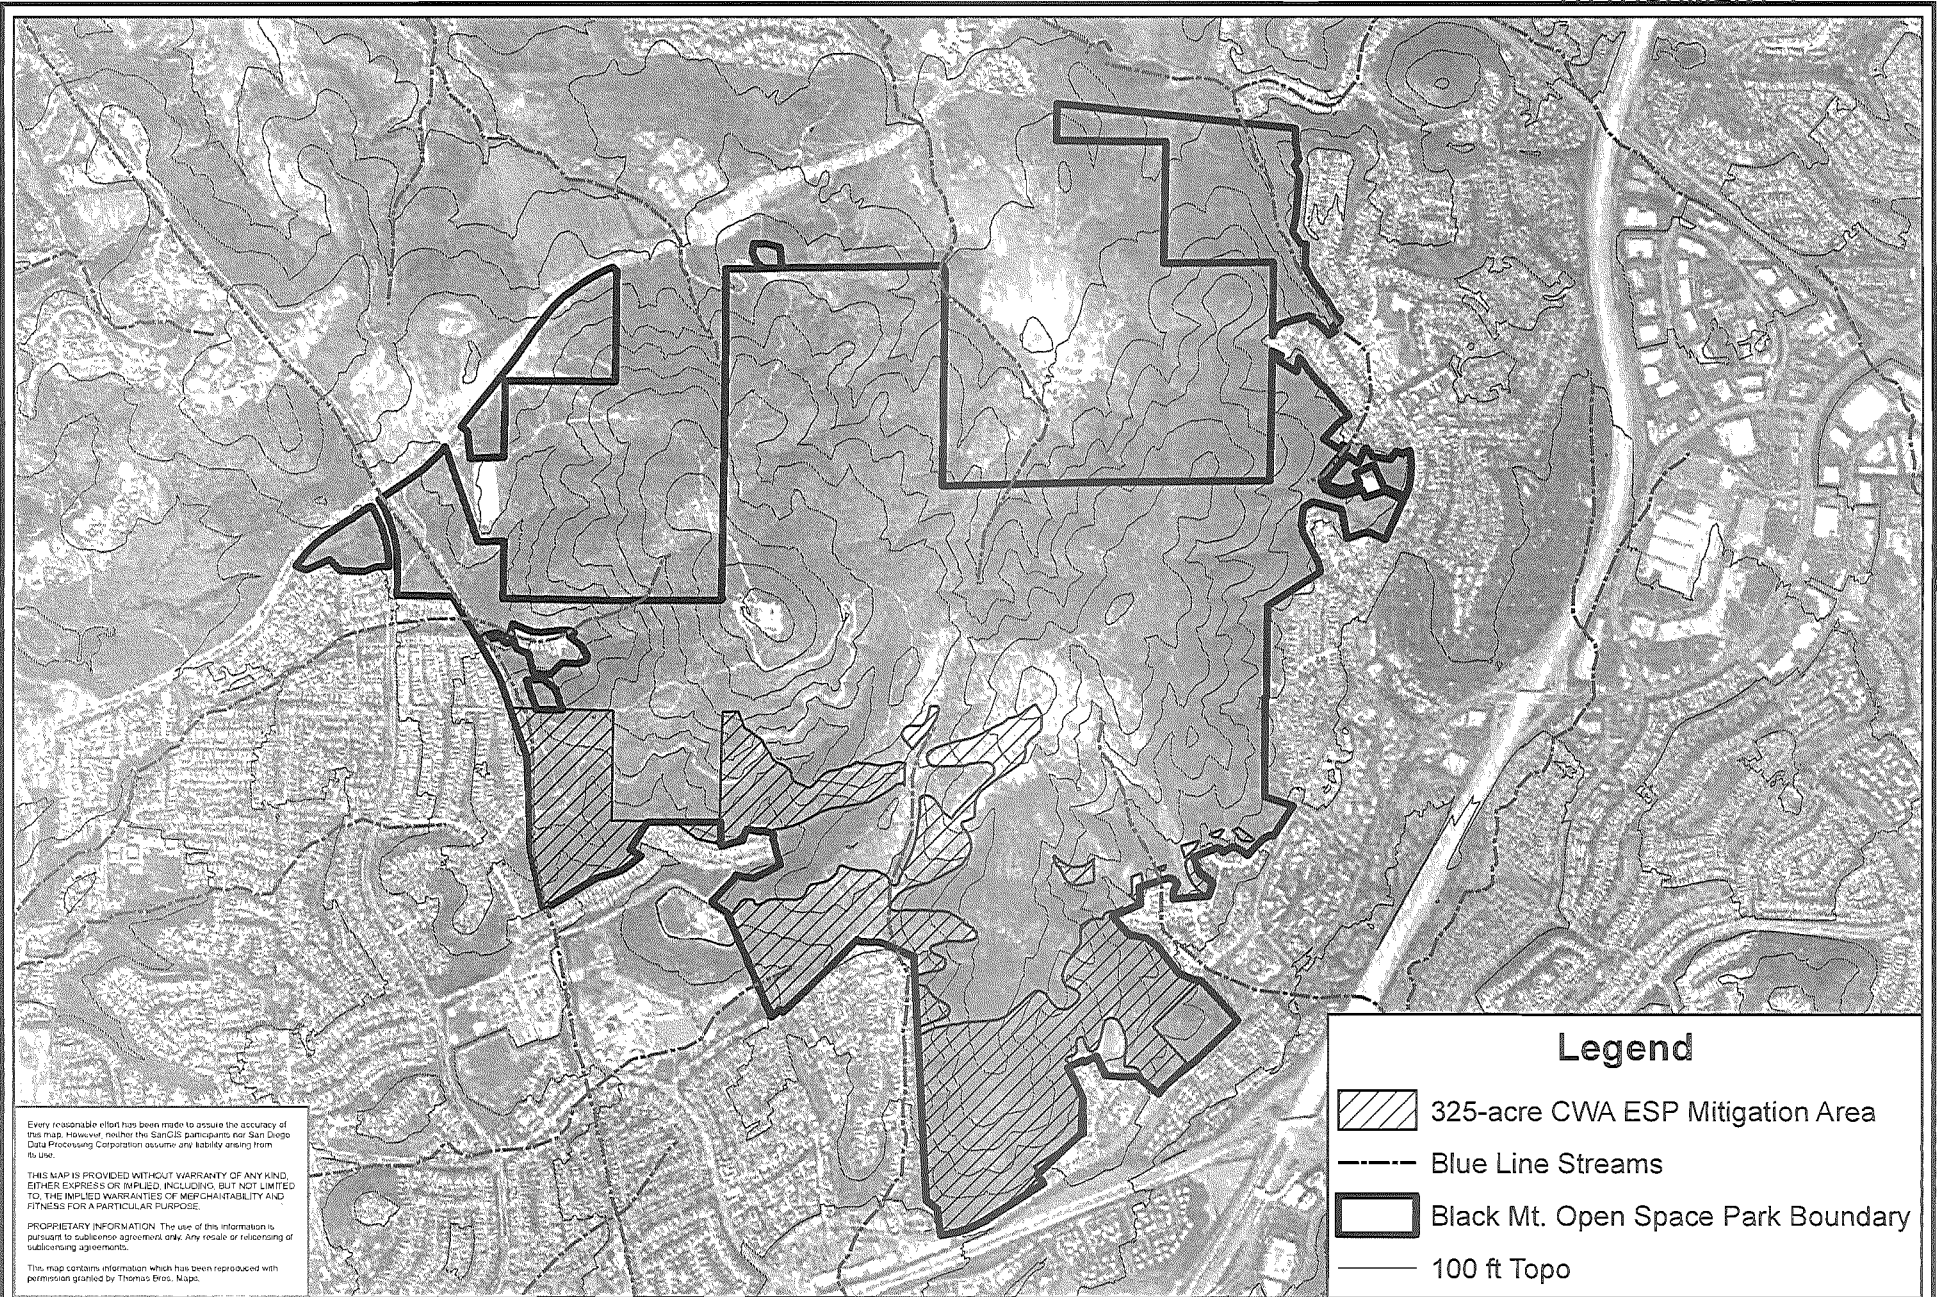 Legend
325-acre CWA ESP Mitigation Area
Blue Line Streams
Black Mt. Open Space Park Boundary
100 ft Topo
Every reasonable effort has been made to assure the accuracy of
this map. However, neither the SanGIS participants nor San Diego
Data Processing Corporation assume any liability arising from
its use.
THIS MAP IS PROVIDED WITHOUT WARRANTY OF ANY KIND,
EITHER EXPRESS OR IMPLIED, INCLUDING, BUT NOT LIMITED
TO, THE IMPLIED WARRANTIES OF MERCHANTABILITY AND
FITNESS FOR A PARTICULAR PURPOSE.
PROPRIETARY INFORMATION: The use of this information is
pursuant to sublicense agreement only. Any resale or relicensing of
sublicensing agreements.
This map contains information which has been reproduced with
permission granted by Thomas Bros. Maps.